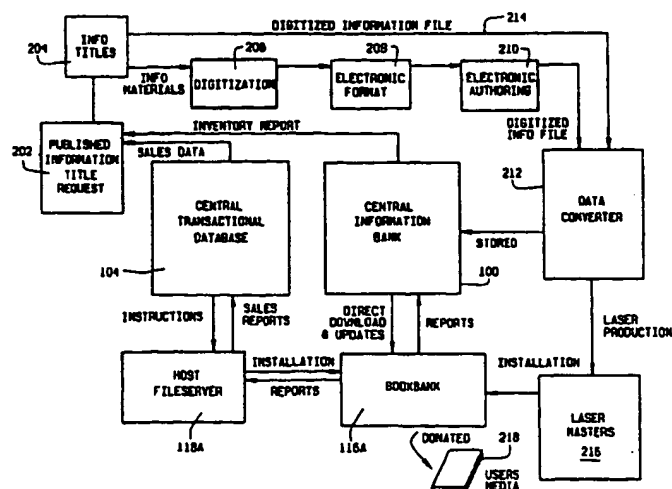 DIGITIZED INFORMATION FILE
214
INFO
TITLES
204
206
208
210
INFO
MATERIALS
DIGITIZATION
ELECTRONIC
FORMAT
ELECTRONIC
AUTHORING
INVENTORY REPORT
DIGITIZED
INFO FILE
202
PUBLISHED
INFORMATION
TITLE
REQUEST
SALES DATA
212
CENTRAL
TRANSACTIONAL
DATABASE
CENTRAL
INFORMATION
BANK
DATA
CONVERTER
STORED
104
100
INSTRUCTIONS
SALES
REPORTS
DIRECT
DOWNLOAD
& UPDATES
REPORTS
LASER
PRODUCTION
HOST
FILESERVER
INSTALLATION
REPORTS
BOOKBANK
INSTALLATION
LASER
MASTERS
216
118A
116A
DONATED
218
USERS
MEDIA